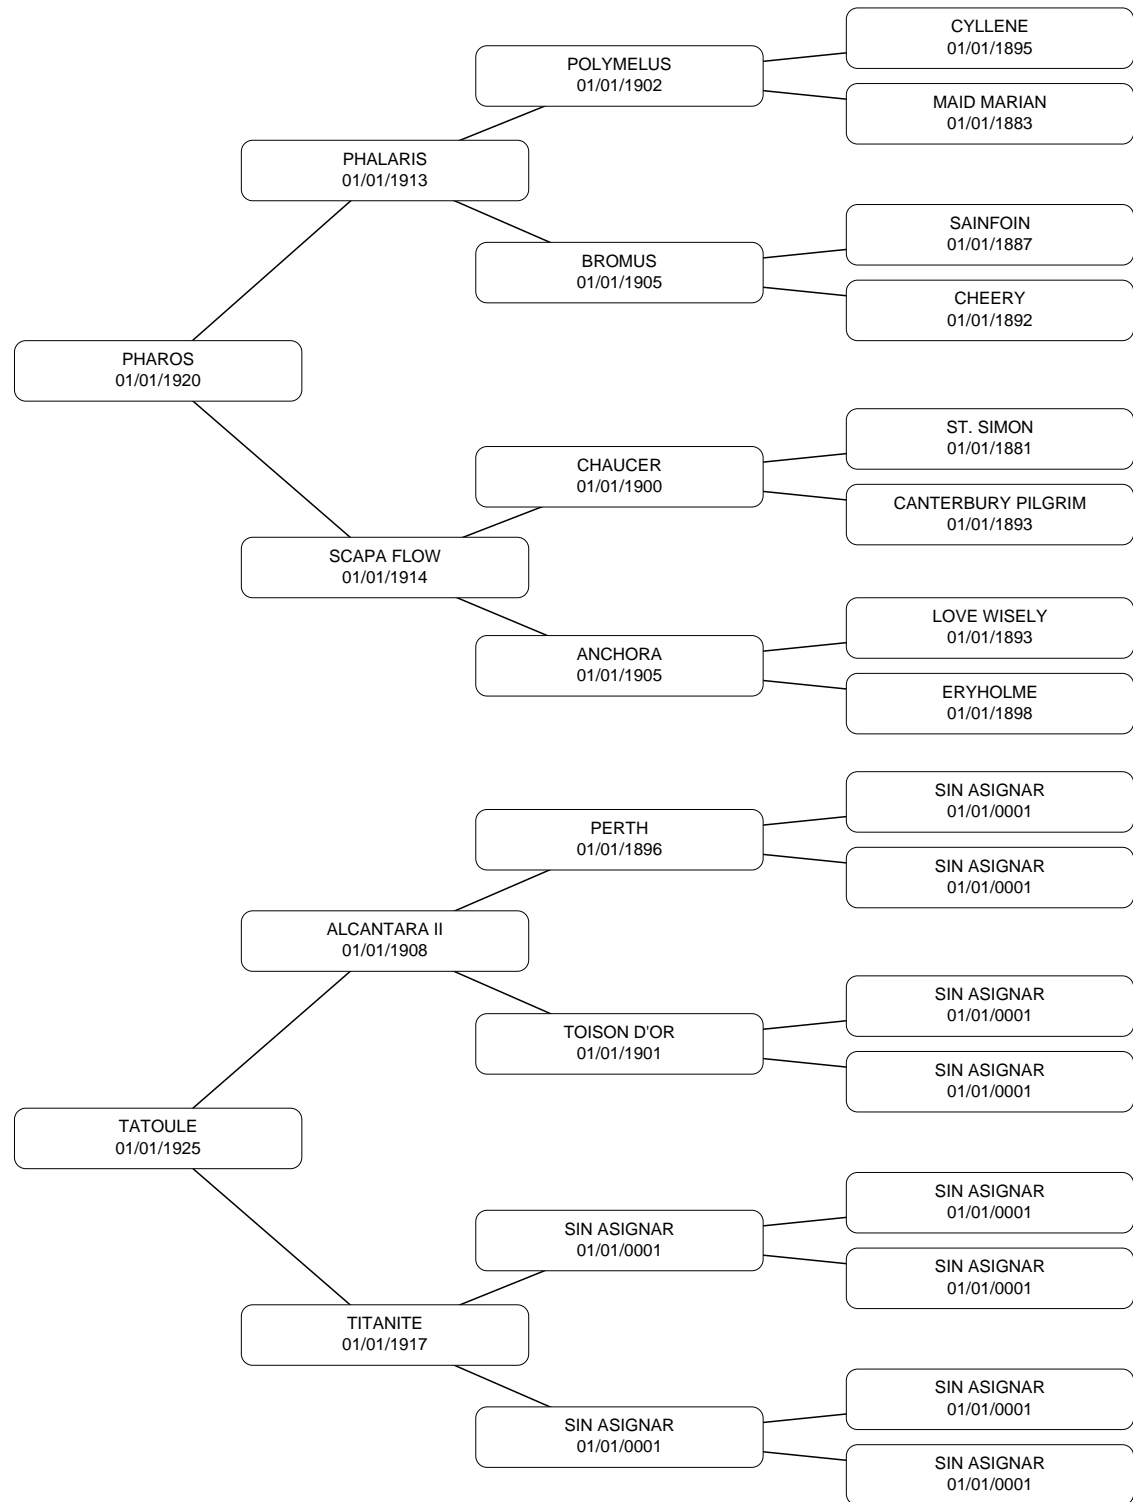 CYLLENE
01/01/1895
POLYMELUS
01/01/1902
MAID MARIAN
01/01/1883
PHALARIS
01/01/1913
SAINFOIN
01/01/1887
BROMUS
01/01/1905
CHEERY
01/01/1892
PHAROS
01/01/1920
ST. SIMON
01/01/1881
CHAUCER
01/01/1900
CANTERBURY PILGRIM
01/01/1893
SCAPA FLOW
01/01/1914
LOVE WISELY
01/01/1893
ANCHORA
01/01/1905
ERYHOLME
01/01/1898
SIN ASIGNAR
01/01/0001
PERTH
01/01/1896
SIN ASIGNAR
01/01/0001
ALCANTARA II
01/01/1908
SIN ASIGNAR
01/01/0001
TOISON D'OR
01/01/1901
SIN ASIGNAR
01/01/0001
TATOULE
01/01/1925
SIN ASIGNAR
01/01/0001
SIN ASIGNAR
01/01/0001
SIN ASIGNAR
01/01/0001
TITANITE
01/01/1917
SIN ASIGNAR
01/01/0001
SIN ASIGNAR
01/01/0001
SIN ASIGNAR
01/01/0001